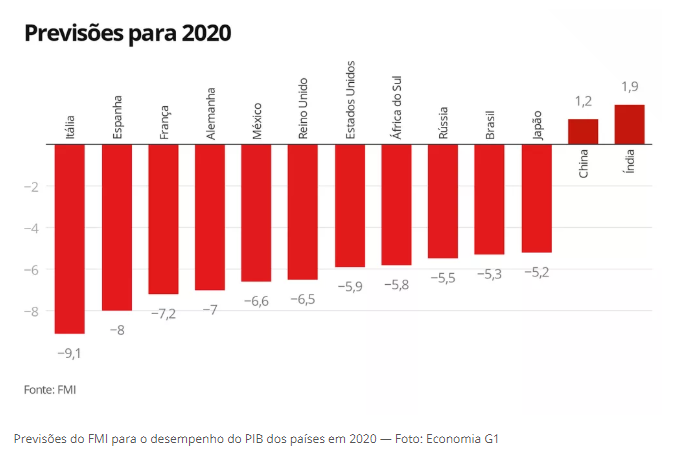 Previsões para 2020
Itália
Espanha
França
Alemanha
México
Reino Unido
Estados Unidos
África do Sul
Rússia
Brasil
Japão
1,2
1,9
China
Índia
−2
−4
−6
−8
−9,1
−8
−7,2
−7
−6,6
−6,5
−5,9
−5,8
−5,5
−5,3
−5,2
Fonte: FMI
Previsões do FMI para o desempenho do PIB dos países em 2020 — Foto: Economia G1